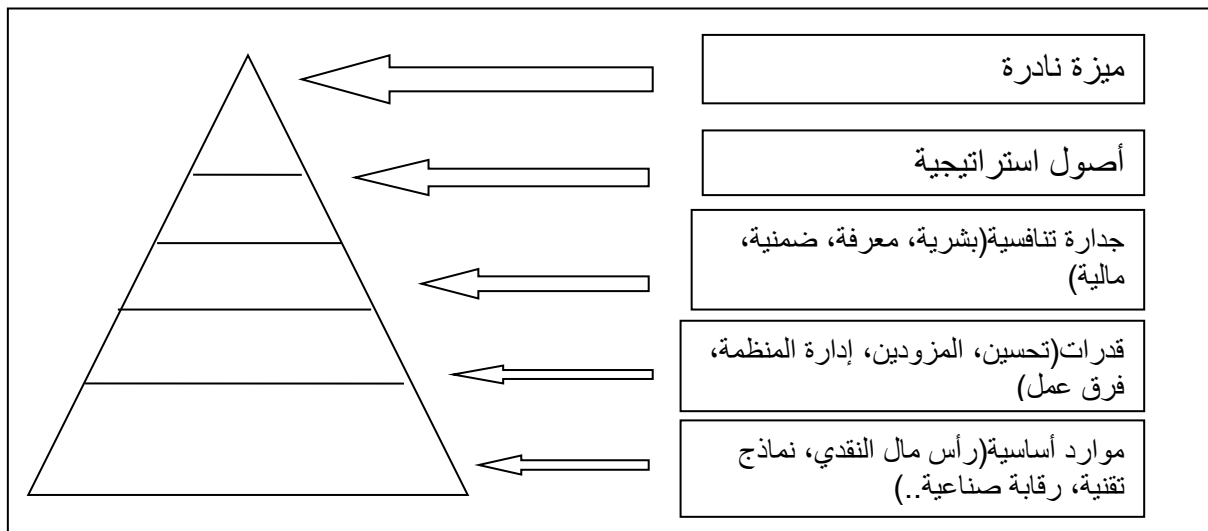 ميزة نادرة
أصول استراتيجية
جدارة تنافسية(بشرية، معرفة، ضمنية،
مالية)
قدرات(تحسين، المزودين، إدارة المنظمة،
فرق عمل)
موارد أساسية(رأس مال النقدي، نماذج
تقنية، رقابة صناعية..)